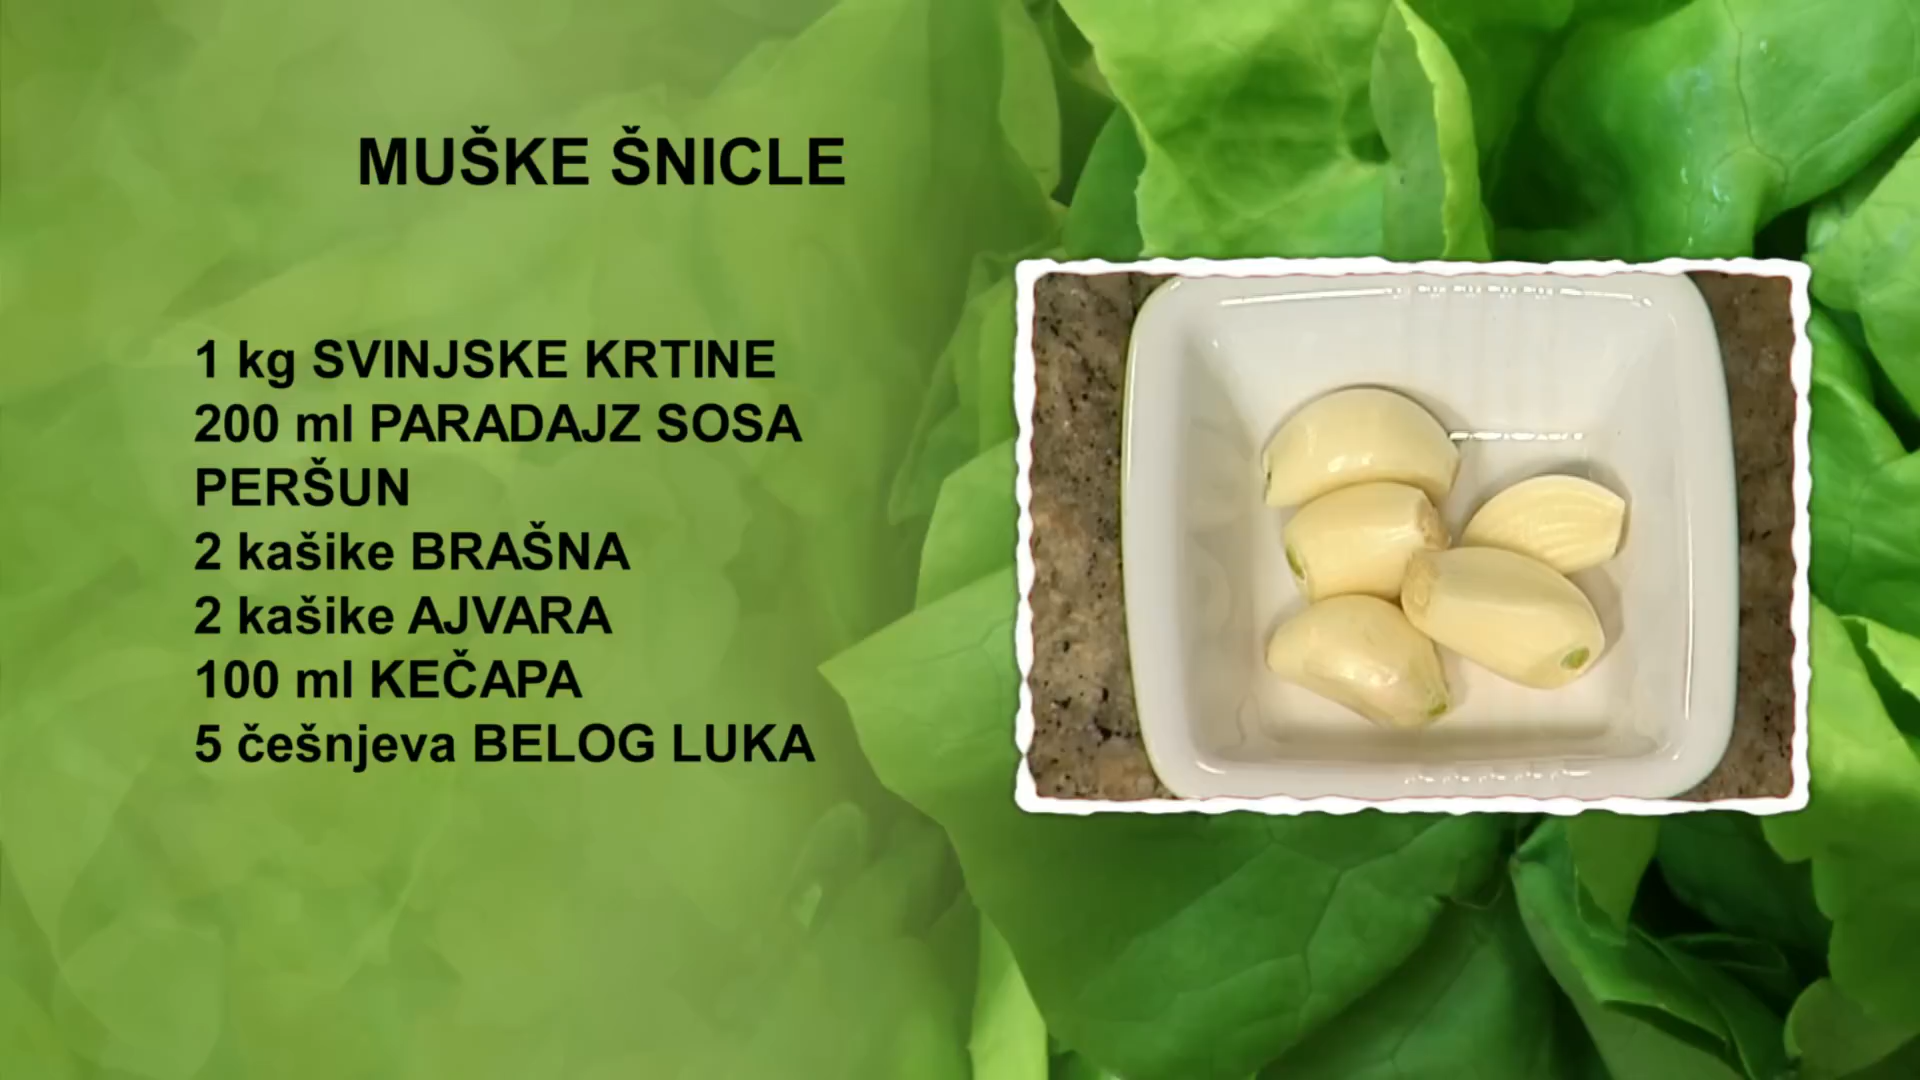 MUŠKE ŠNICLE
1 kg SVINJSKE KRTINE
200 ml PARADAJZ SOSA
PERŠUN
2 kašike BRAŠNA
2 kašike AJVARA
100 ml KEČAPA
5 češnjeva BELOG LUKA